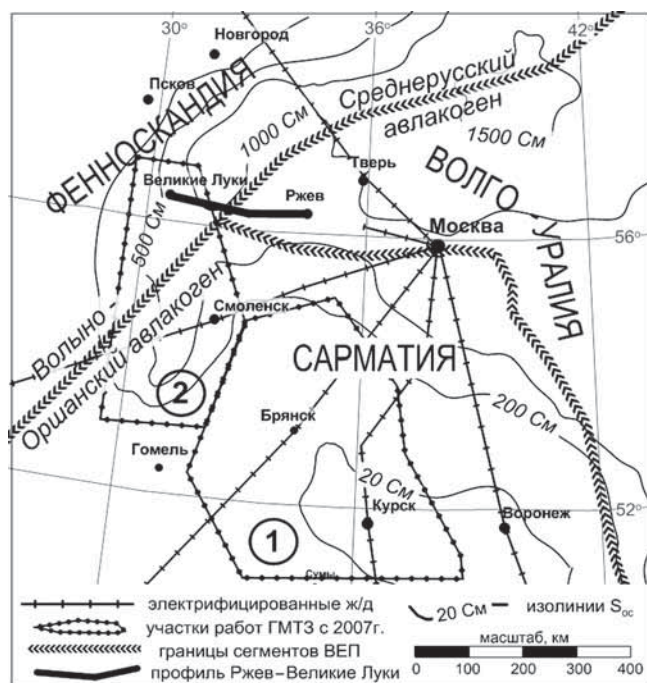 30°
36°
42°
Новгород
Псков
ФЕННОСКАНДИЯ
Среднерусский
авлакоген
1000 См
1500 См
Тверь
ВОЛГО
УРАЛИЯ
Великие Луки
Ржев
Москва
56°
500 См
Волыно-
Оршанский авлакоген
Смоленск
САРМАТИЯ
2
Брянск
200 См
Гомель
20 См
Курск
Воронеж
52°
1
Сумы
электрифицированные ж/д
20 См
изолинии Sос
участки работ ГМТЗ с 2007г.
границы сегментов ВЕП
масштаб, км
профиль Ржев–Великие Луки
0 100 200 300 400